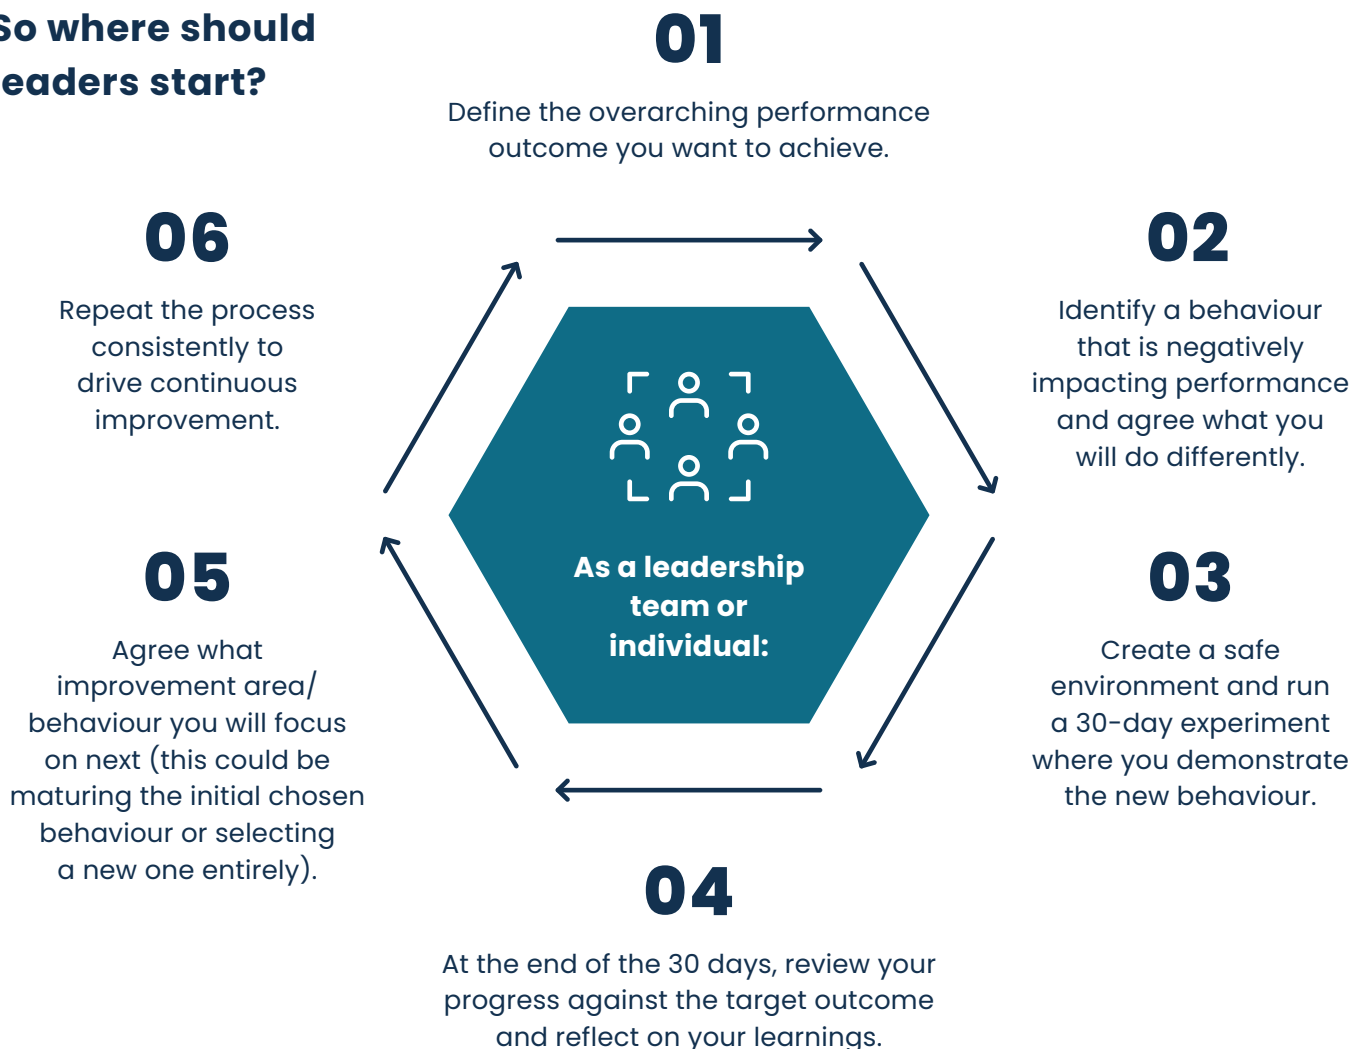 So where should
eaders start?
01
Define the overarching performance
outcome you want to achieve.
02
Identify a behaviour
that is negatively
impacting performance
and agree what you
will do differently.
03
Create a safe
environment and run
a 30-day experiment
where you demonstrate
the new behaviour.
04
At the end of the 30 days, review your
progress against the target outcome
and reflect on your learnings.
05
Agree what
improvement area/
behaviour you will focus
on next (this could be
maturing the initial chosen
behaviour or selecting
a new one entirely).
06
Repeat the process
consistently to
drive continuous
improvement.
As a leadership
team or
individual: